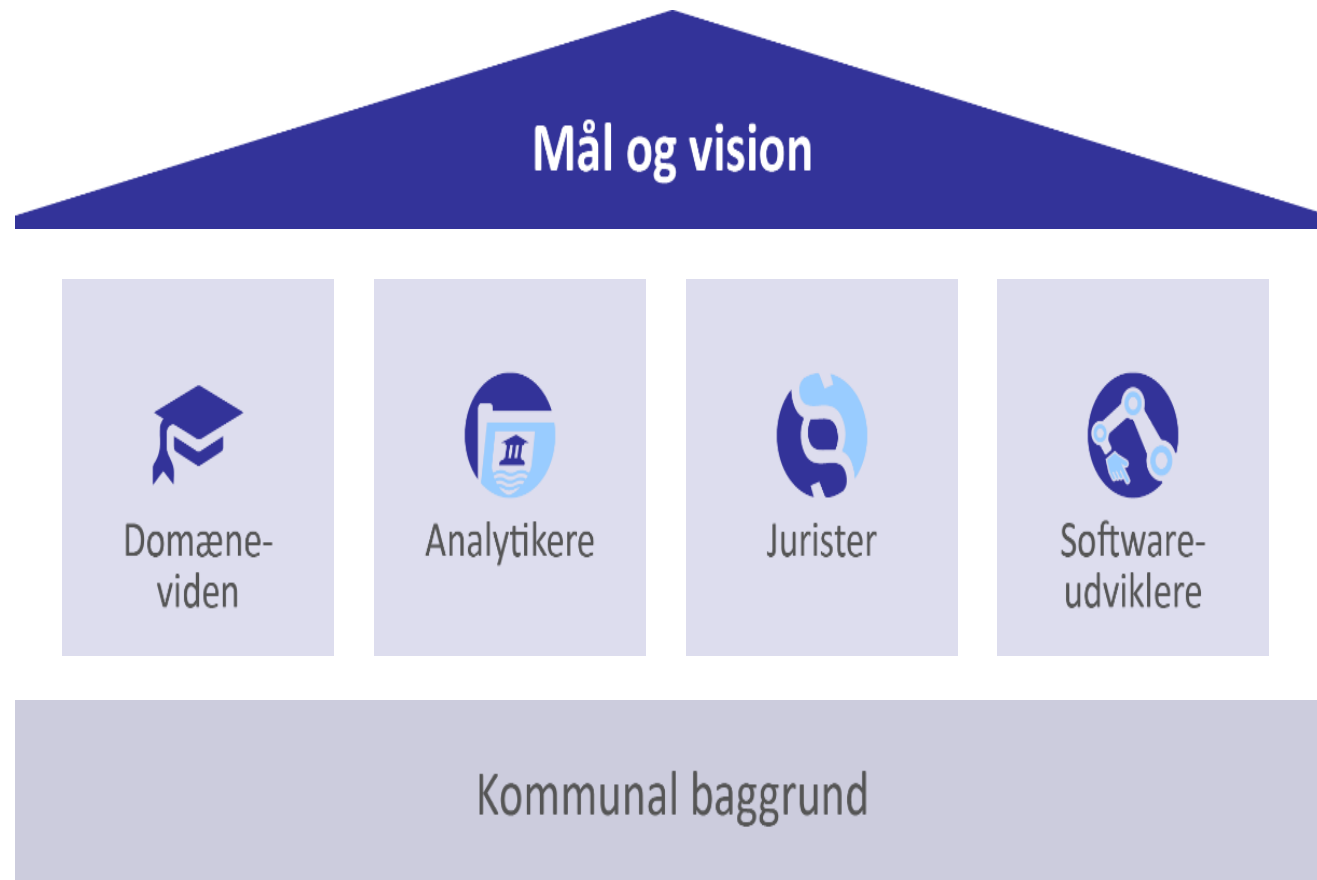 Mål og vision
Domæne-
viden
Analytikere
Jurister
Software-
udviklere
Kommunal baggrund